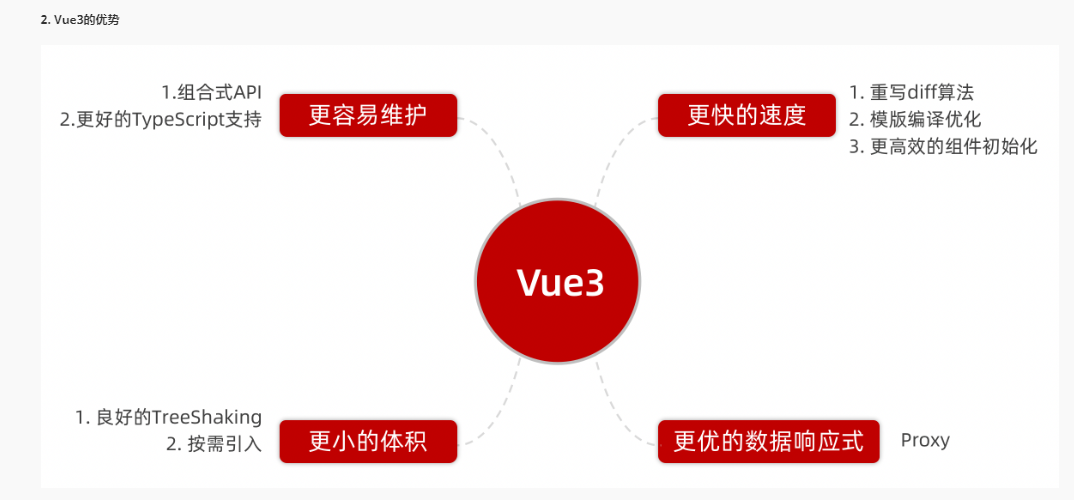 2. Vue3的优势
1.组合式API
2.更好的TypeScript支持
更容易维护
更快的速度
1. 重写diff算法
2. 模版编译优化
3. 更高效的组件初始化
Vue3
1. 良好的TreeShaking
2. 按需引入
更小的体积
更优的数据响应式
Proxy